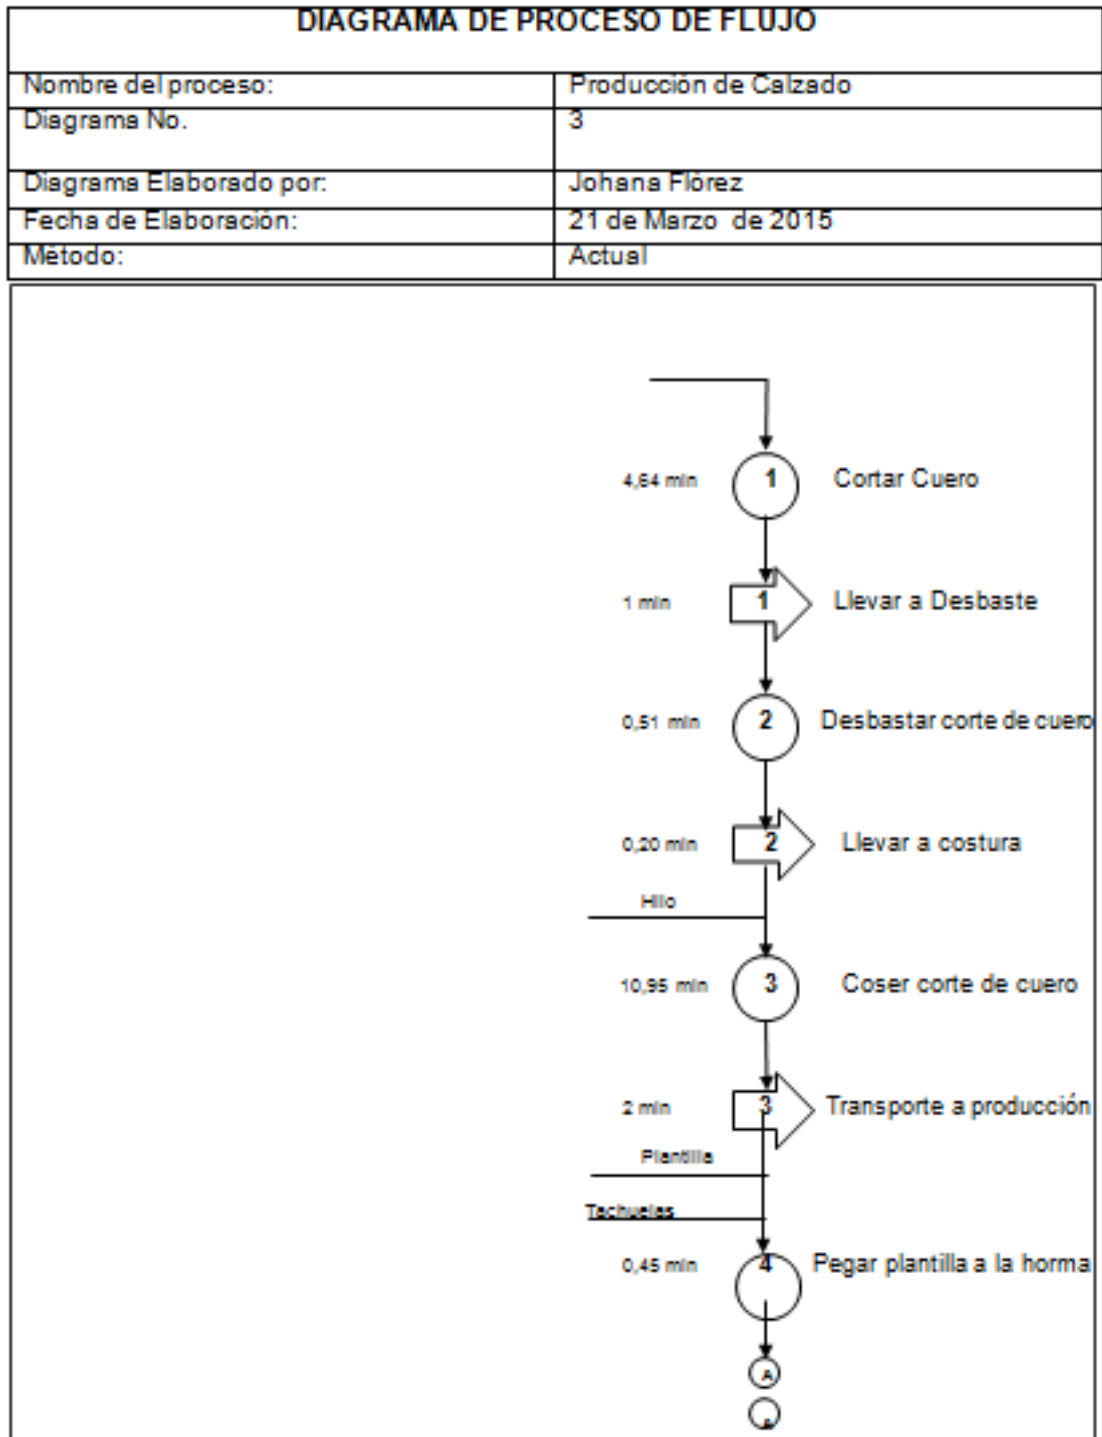 DIAGRAMA DE PROCESO DE FLUJO
Nombre del proceso: Producción de Calzado
Diagrama No. 3
Diagrama Elaborado por: Johana Flórez
Fecha de Elaboración: 21 de Marzo de 2015
Método: Actual
4,64 min 1 Cortar Cuero
1 min 1 Llevar a Desbaste
0,51 min 2 Desbastar corte de cuero
0,20 min 2 Llevar a costura
Hilo
10,95 min 3 Coser corte de cuero
2 min 3 Transporte a producción
Plantilla
Tachuelas
0,45 min 4 Pegar plantilla a la horma
A